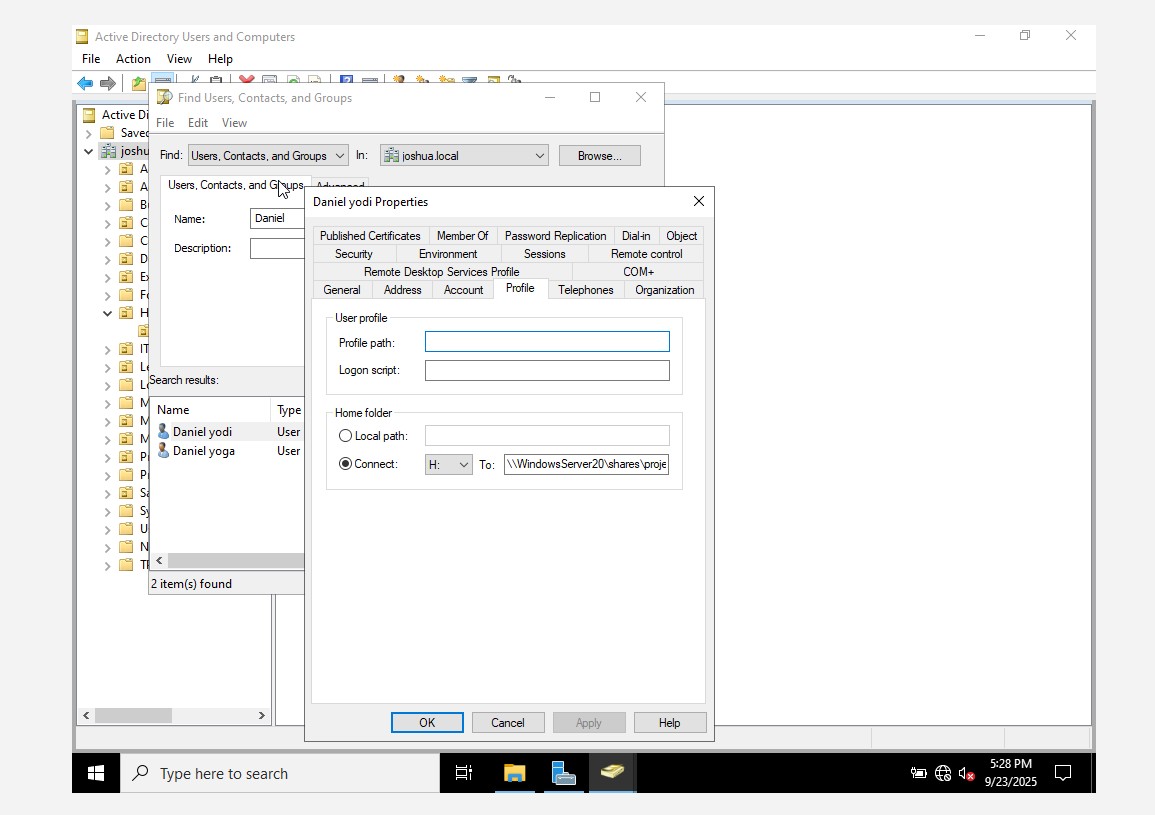 Active Directory Users and Computers
File Action View Help
Find Users, Contacts, and Groups
File Edit View
Find: Users, Contacts, and Groups In: joshua.local Browse...
Users, Contacts, and Groups Advanced
Name: Daniel
Description:
Search results:
Name Type
Daniel yodi User
Daniel yoga User
2 item(s) found
Daniel yodi Properties
Published Certificates Member Of Password Replication Dial-in Object
Security Environment Sessions Remote control
Remote Desktop Services Profile COM+
General Address Account Profile Telephones Organization
User profile
Profile path:
Logon script:
Home folder
Local path:
Connect: H: To: \\WindowsServer20\shares\proje
OK Cancel Apply Help
Active Di
Saved
joshu
A
A
B
C
C
D
E
F
H
IT
L
L
M
M
M
P
P
Sa
Sy
U
N
Type here to search
5:28 PM
9/23/2025